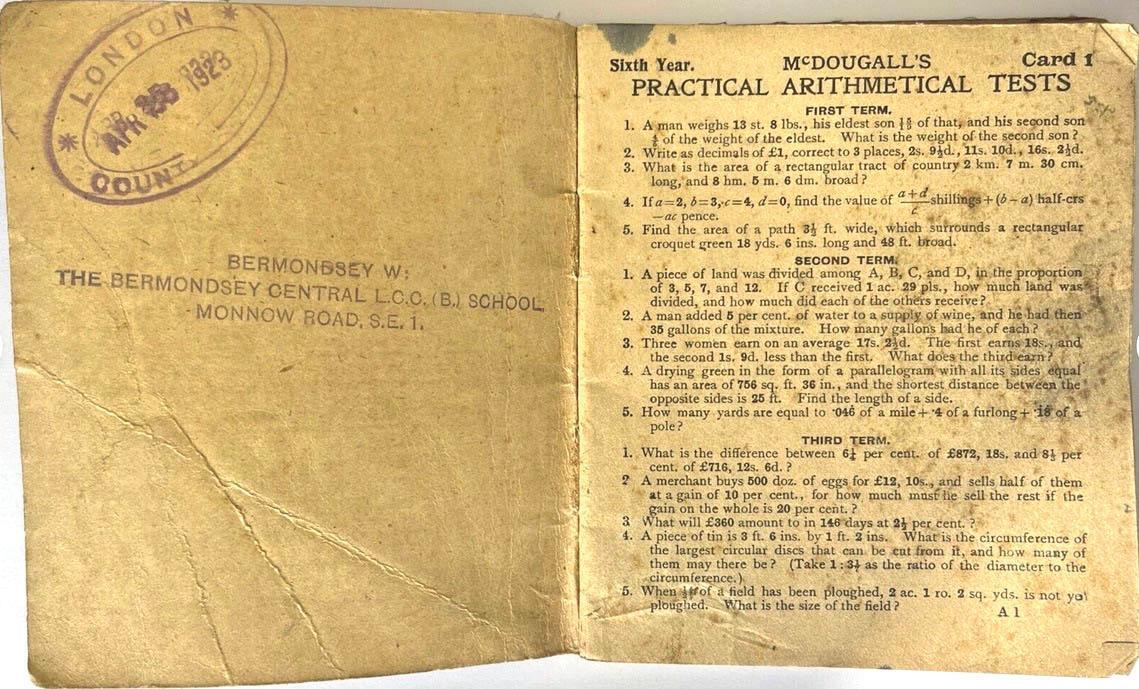 * LONDON *
APR 1923
COUNT
BERMONDSEY W:
THE BERMONDSEY CENTRAL L.C.C. (B.) SCHOOL,
MONNOW ROAD, S.E. 1.
Sixth Year. McDOUGALL'S Card 1
PRACTICAL ARITHMETICAL TESTS
FIRST TERM.
1. A man weighs 13 st. 8 lbs., his eldest son of that, and his second son
of the weight of the eldest. What is the weight of the second son?
2. Write as decimals of £1, correct to 3 places, 2s. 9½d., 11s. 10d., 16s. 2½d.
3. What is the area of a rectangular tract of country 2 km. 7 m. 30 cm.
long, and 8 hm. 5 m. 6 dm. broad?
4. If a=2, b=3, c=4, d=0, find the value of (a+d)/c shillings + (b-a) half-crs
-ac pence.
5. Find the area of a path 3½ ft. wide, which surrounds a rectangular
croquet green 18 yds. 6 ins. long and 48 ft. broad.
SECOND TERM.
1. A piece of land was divided among A, B, C, and D, in the proportion
of 3, 5, 7, and 12. If C received 1 ac. 29 pls., how much land was
divided, and how much did each of the others receive?
2. A man added 5 per cent. of water to a supply of wine, and he had then
35 gallons of the mixture. How many gallons had he of each?
3. Three women earn on an average 17s. 2½d. The first earns 18s., and
the second 1s. 9d. less than the first. What does the third earn?
4. A drying green in the form of a parallelogram with all its sides equal
has an area of 756 sq. ft. 36 in., and the shortest distance between the
opposite sides is 25 ft. Find the length of a side.
5. How many yards are equal to ·046 of a mile + ·4 of a furlong + of a
pole?
THIRD TERM.
1. What is the difference between 6¼ per cent. of £872, 18s. and 8⅓ per
cent. of £716, 12s. 6d.?
2 A merchant buys 500 doz. of eggs for £12, 10s., and sells half of them
at a gain of 10 per cent., for how much must he sell the rest if the
gain on the whole is 20 per cent.?
3 What will £360 amount to in 146 days at 2½ per cent.?
4. A piece of tin is 3 ft. 6 ins. by 1 ft. 2 ins. What is the circumference of
the largest circular discs that can be cut from it, and how many of
them may there be? (Take 1 : 3⅐ as the ratio of the diameter to the
circumference.)
5. When of a field has been ploughed, 2 ac. 1 ro. 2 sq. yds. is not yet
ploughed. What is the size of the field?
A 1